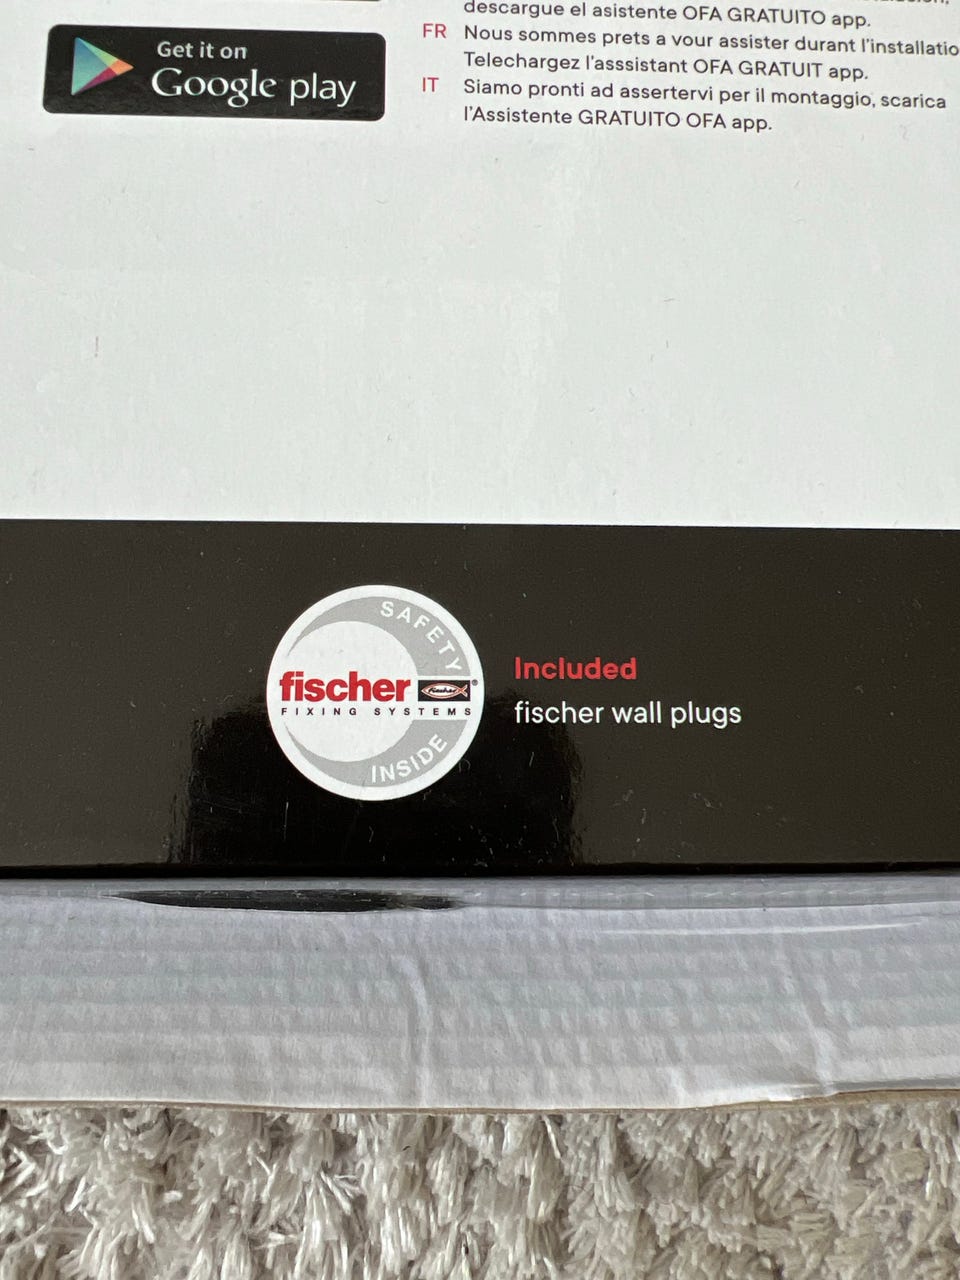 descargue el asistente OFA GRATUITO app.
Get it on
Google play
FR Nous sommes prets a vour assister durant l'installatio
Telechargez l'asssistant OFA GRATUIT app.
IT Siamo pronti ad assertervi per il montaggio, scarica
l'Assistente GRATUITO OFA app.
SAFETY
fischer fischer®
FIXING SYSTEMS
INSIDE
Included
fischer wall plugs